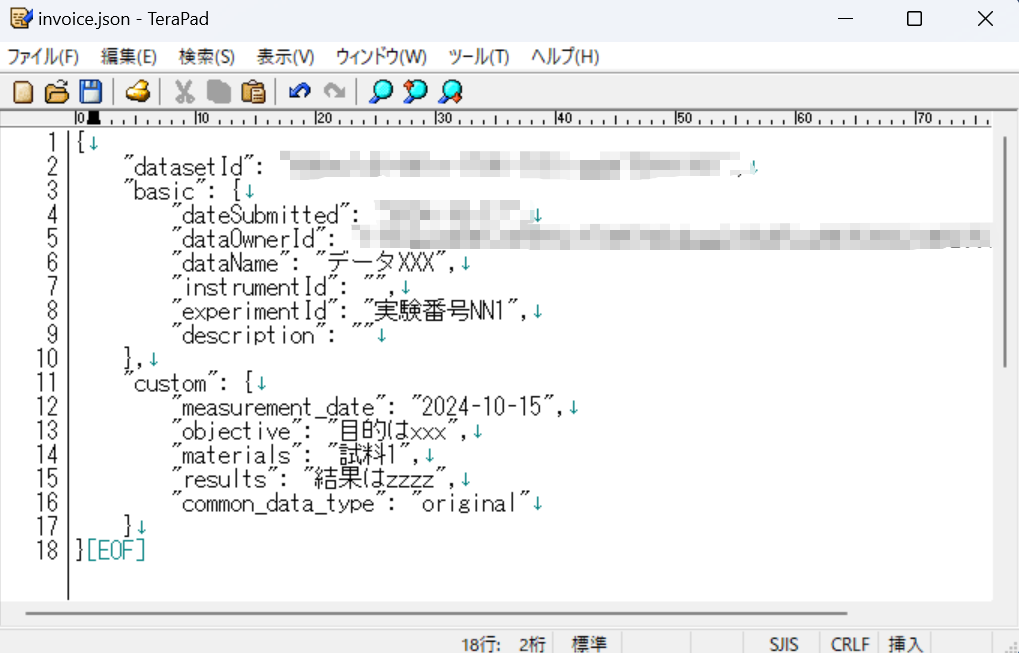 invoice.json - TeraPad
ファイル(F) 編集(E) 検索(S) 表示(V) ウィンドウ(W) ツール(T) ヘルプ(H)
0 10 20 30 40 50 60 70
1 {↓
2 "datasetId": ",↓
3 "basic": {↓
4 "dateSubmitted": ↓
5 "dataOwnerId":
6 "dataName": "データXXX",↓
7 "instrumentId": "",↓
8 "experimentId": "実験番号NN1",↓
9 "description": ""↓
10 },↓
11 "custom": {↓
12 "measurement_date": "2024-10-15",↓
13 "objective": "目的はxxx",↓
14 "materials": "試料1",↓
15 "results": "結果はzzzz",↓
16 "common_data_type": "original"↓
17 }↓
18 }[EOF]
18行: 2桁 標準 SJIS CRLF 挿入